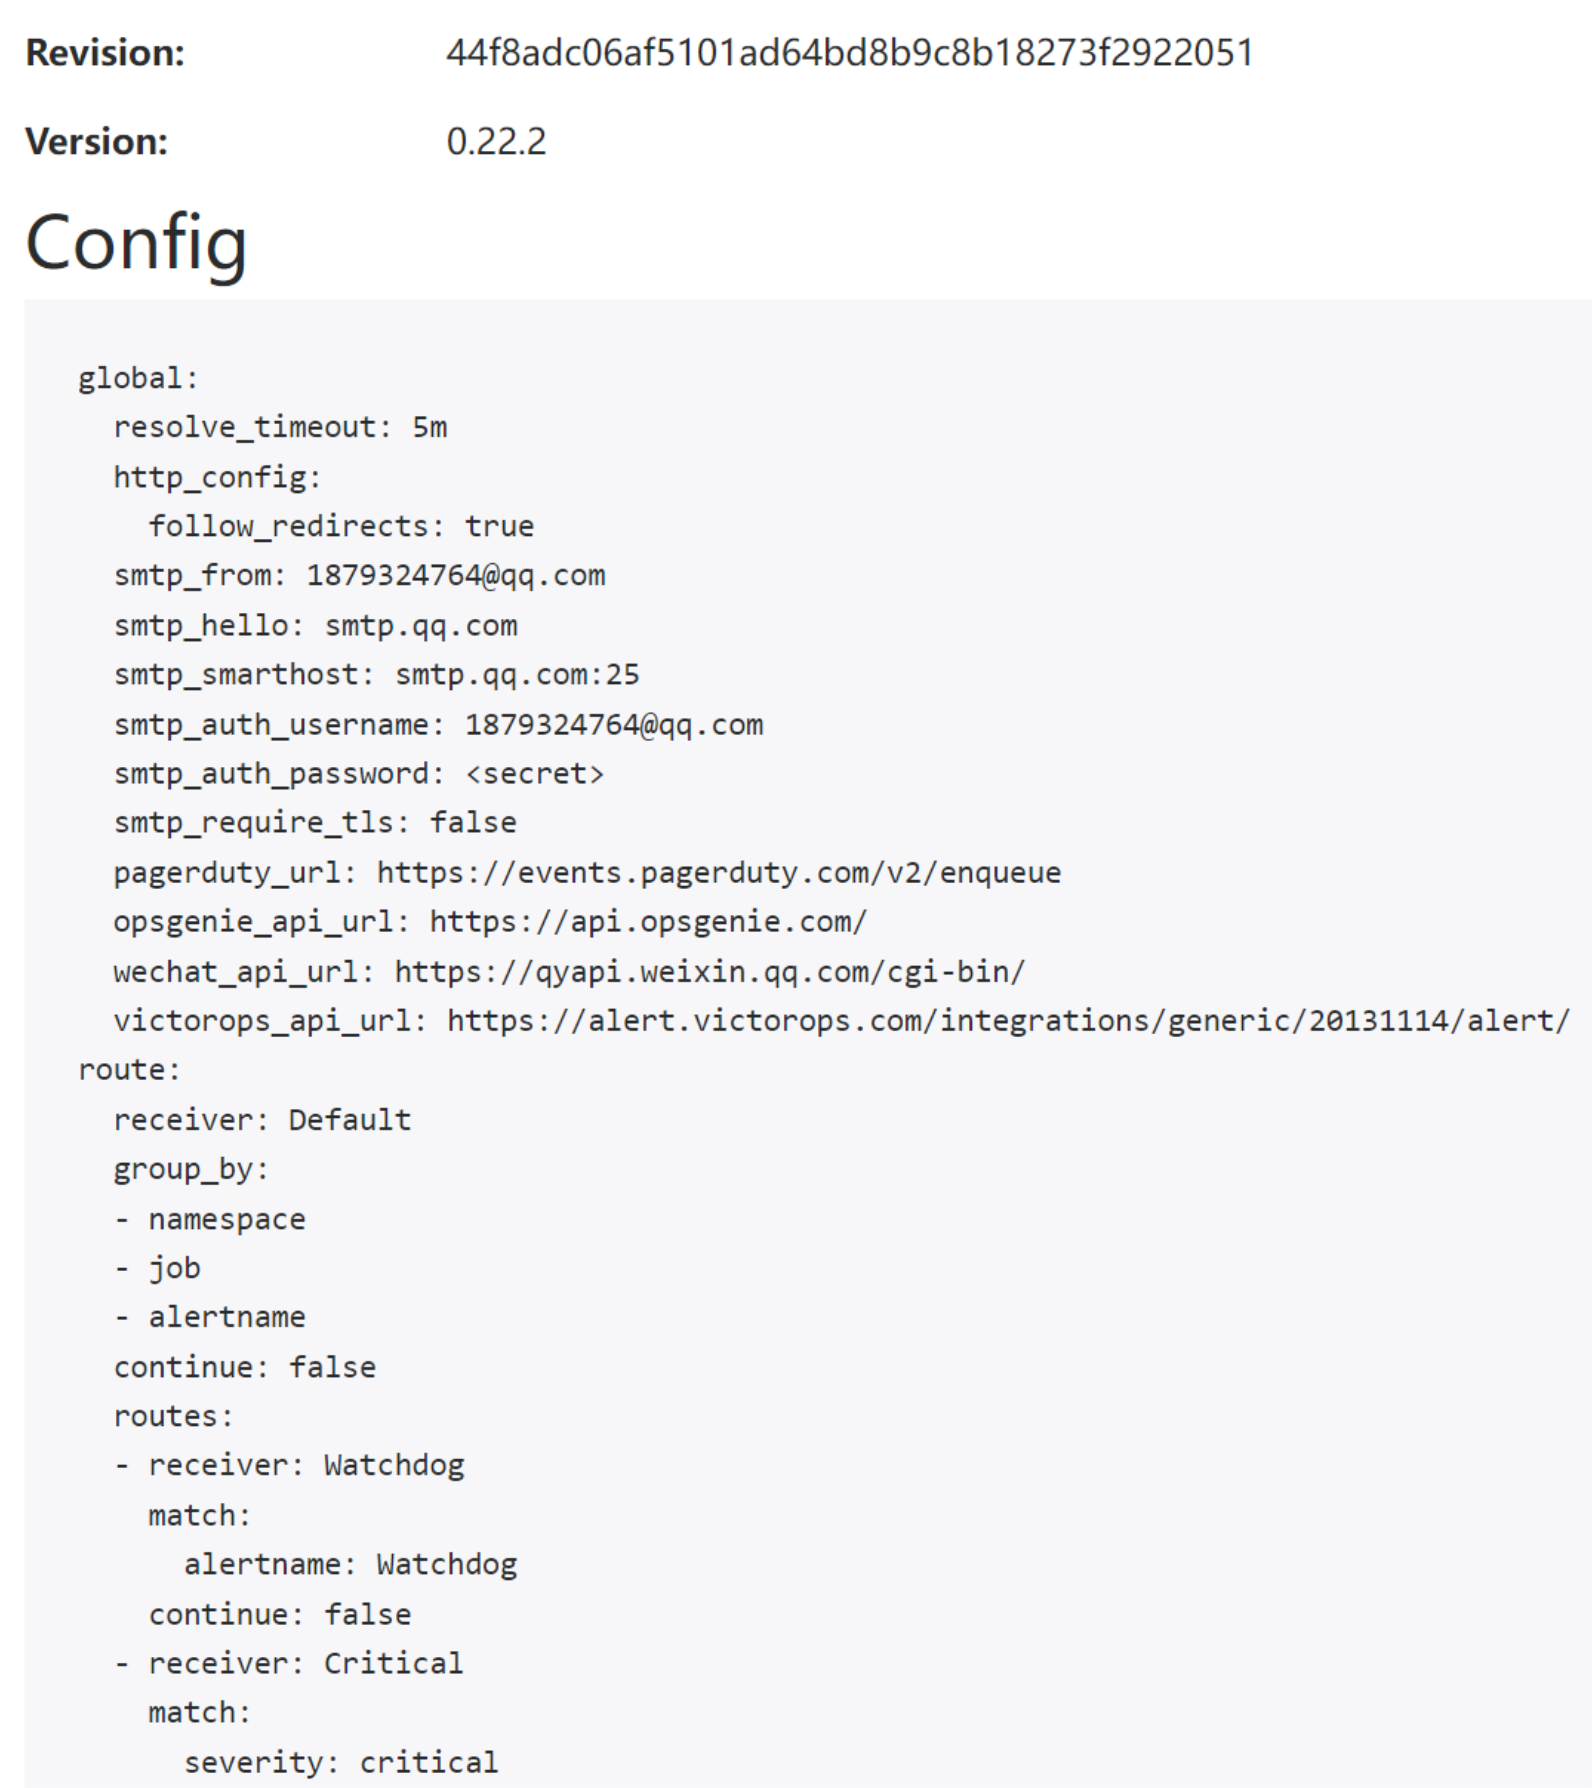 Revision: 44f8adc06af5101ad64bd8b9c8b18273f2922051
Version: 0.22.2
Config
global:
  resolve_timeout: 5m
  http_config:
    follow_redirects: true
  smtp_from: 1879324764@qq.com
  smtp_hello: smtp.qq.com
  smtp_smarthost: smtp.qq.com:25
  smtp_auth_username: 1879324764@qq.com
  smtp_auth_password: <secret>
  smtp_require_tls: false
  pagerduty_url: https://events.pagerduty.com/v2/enqueue
  opsgenie_api_url: https://api.opsgenie.com/
  wechat_api_url: https://qyapi.weixin.qq.com/cgi-bin/
  victorops_api_url: https://alert.victorops.com/integrations/generic/20131114/alert/
route:
  receiver: Default
  group_by:
  - namespace
  - job
  - alertname
  continue: false
  routes:
  - receiver: Watchdog
    match:
      alertname: Watchdog
    continue: false
  - receiver: Critical
    match:
      severity: critical